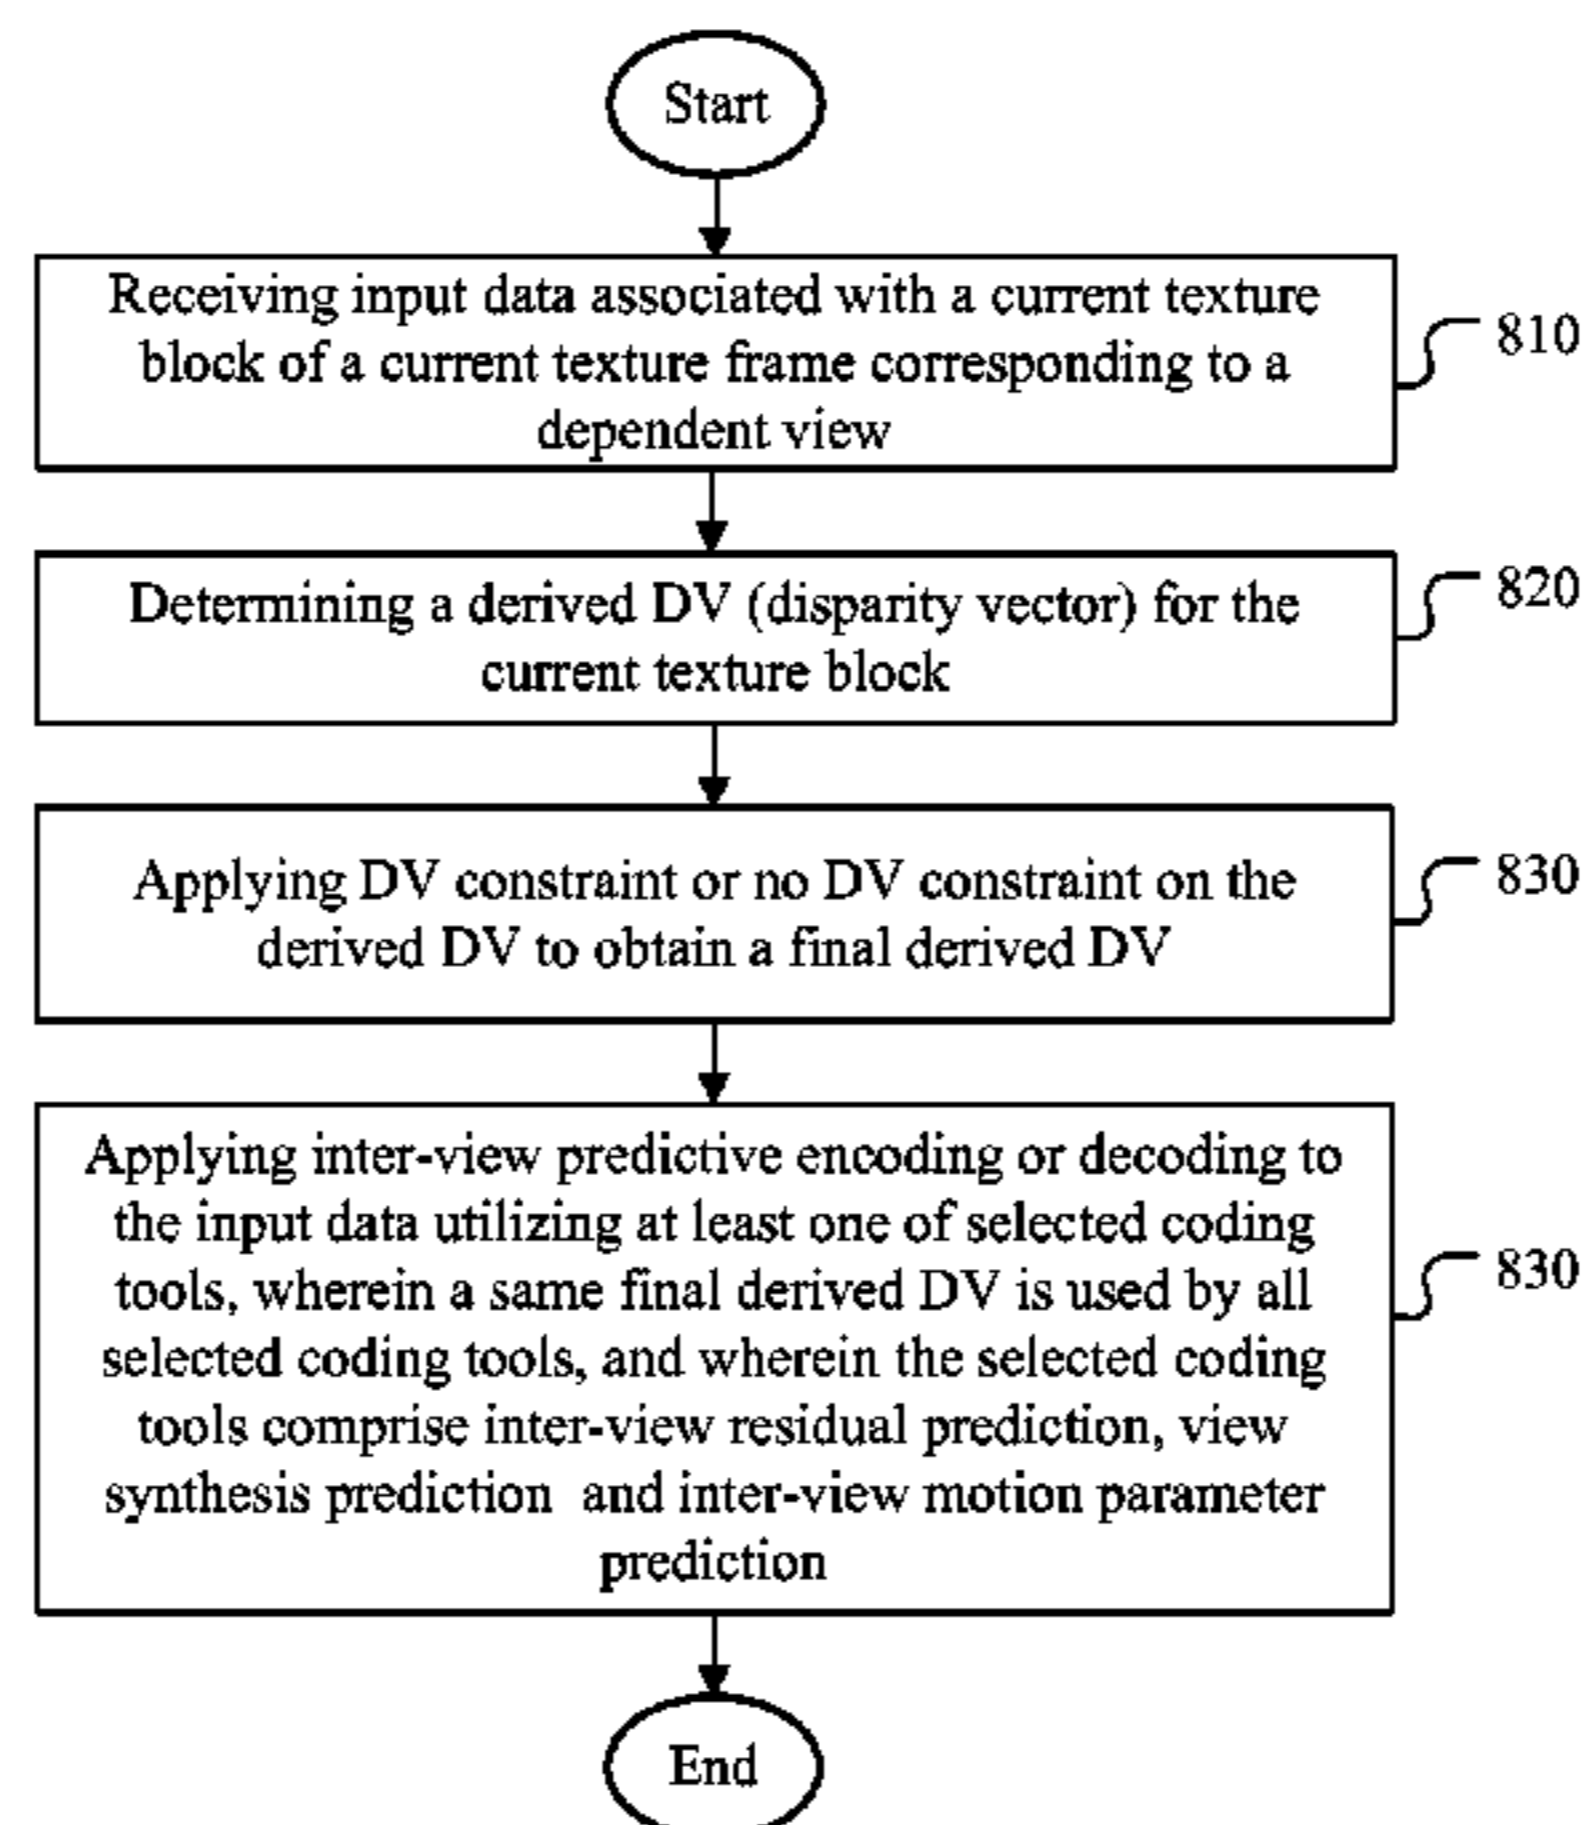 Start
Receiving input data associated with a current texture
block of a current texture frame corresponding to a
dependent view
810
Determining a derived DV (disparity vector) for the
current texture block
820
Applying DV constraint or no DV constraint on the
derived DV to obtain a final derived DV
830
Applying inter-view predictive encoding or decoding to
the input data utilizing at least one of selected coding
tools, wherein a same final derived DV is used by all
selected coding tools, and wherein the selected coding
tools comprise inter-view residual prediction, view
synthesis prediction and inter-view motion parameter
prediction
830
End